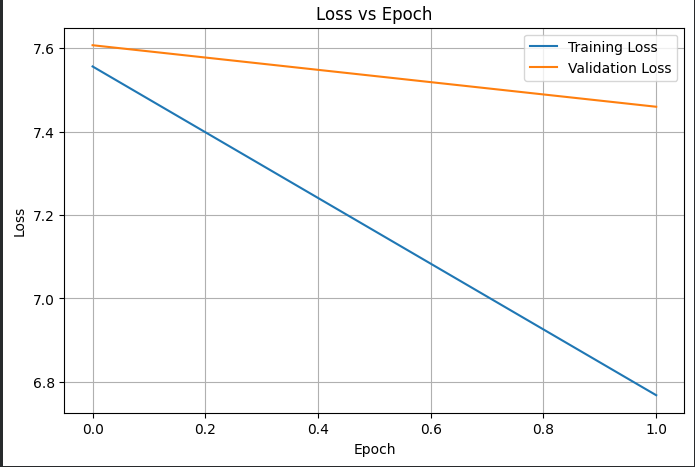 Loss vs Epoch
Training Loss
Validation Loss
7.6
7.4
7.2
7.0
6.8
Loss
0.0 0.2 0.4 0.6 0.8 1.0
Epoch